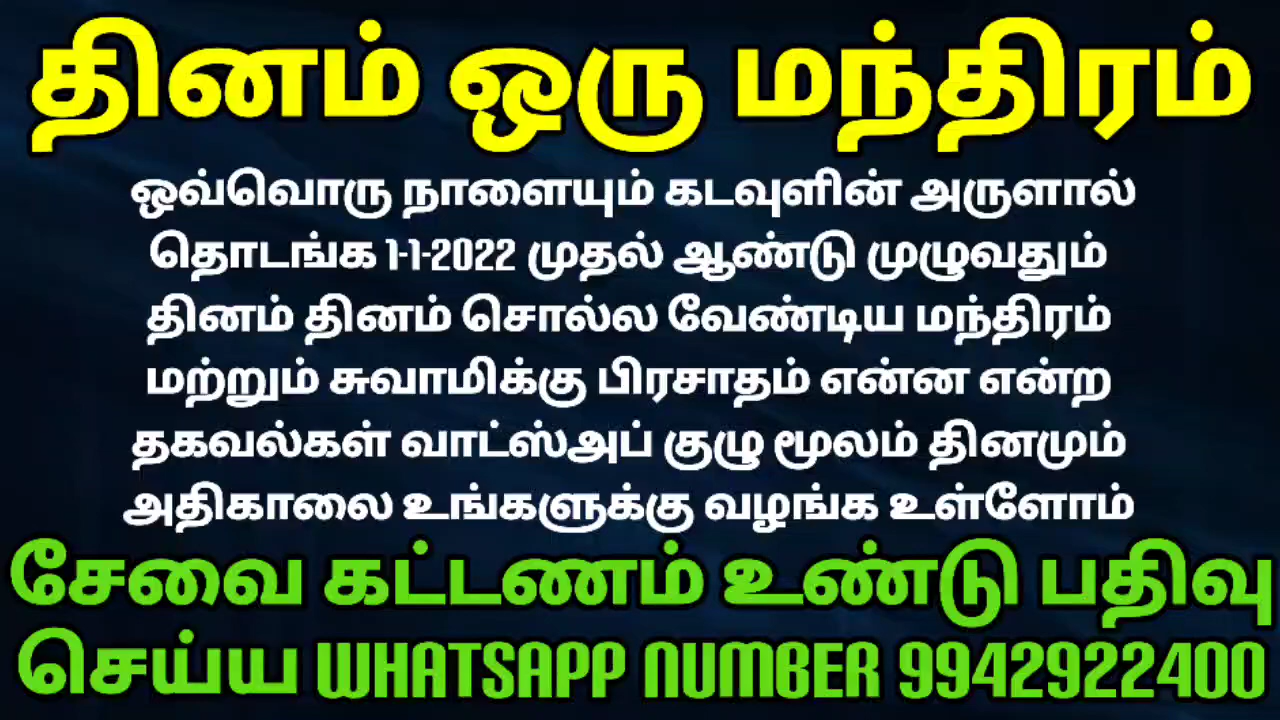 தினம் ஒரு மந்திரம்
ஒவ்வொரு நாளையும் கடவுளின் அருளால்
தொடங்க 1-1-2022 முதல் ஆண்டு முழுவதும்
தினம் தினம் சொல்ல வேண்டிய மந்திரம்
மற்றும் சுவாமிக்கு பிரசாதம் என்ன என்ற
தகவல்கள் வாட்ஸ்அப் குழு மூலம் தினமும்
அதிகாலை உங்களுக்கு வழங்க உள்ளோம்
சேவை கட்டணம் உண்டு பதிவு
செய்ய WHATSAPP NUMBER 9942922400